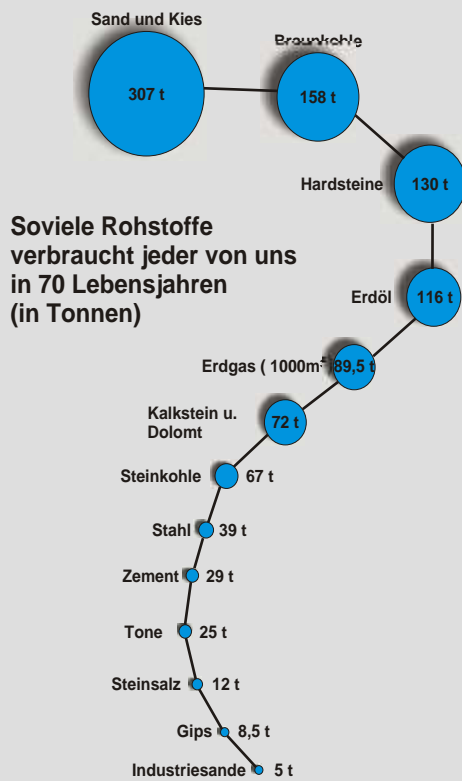 Sand und Kies
307 t
Braunkohle
158 t
Hardsteine
130 t
Soviele Rohstoffe
verbraucht jeder von uns
in 70 Lebensjahren
(in Tonnen)
Erdöl
116 t
Erdgas ( 1000m³)
89,5 t
Kalkstein u.
Dolomt
72 t
Steinkohle
67 t
Stahl
39 t
Zement
29 t
Tone
25 t
Steinsalz
12 t
Gips
8,5 t
Industriesande
5 t